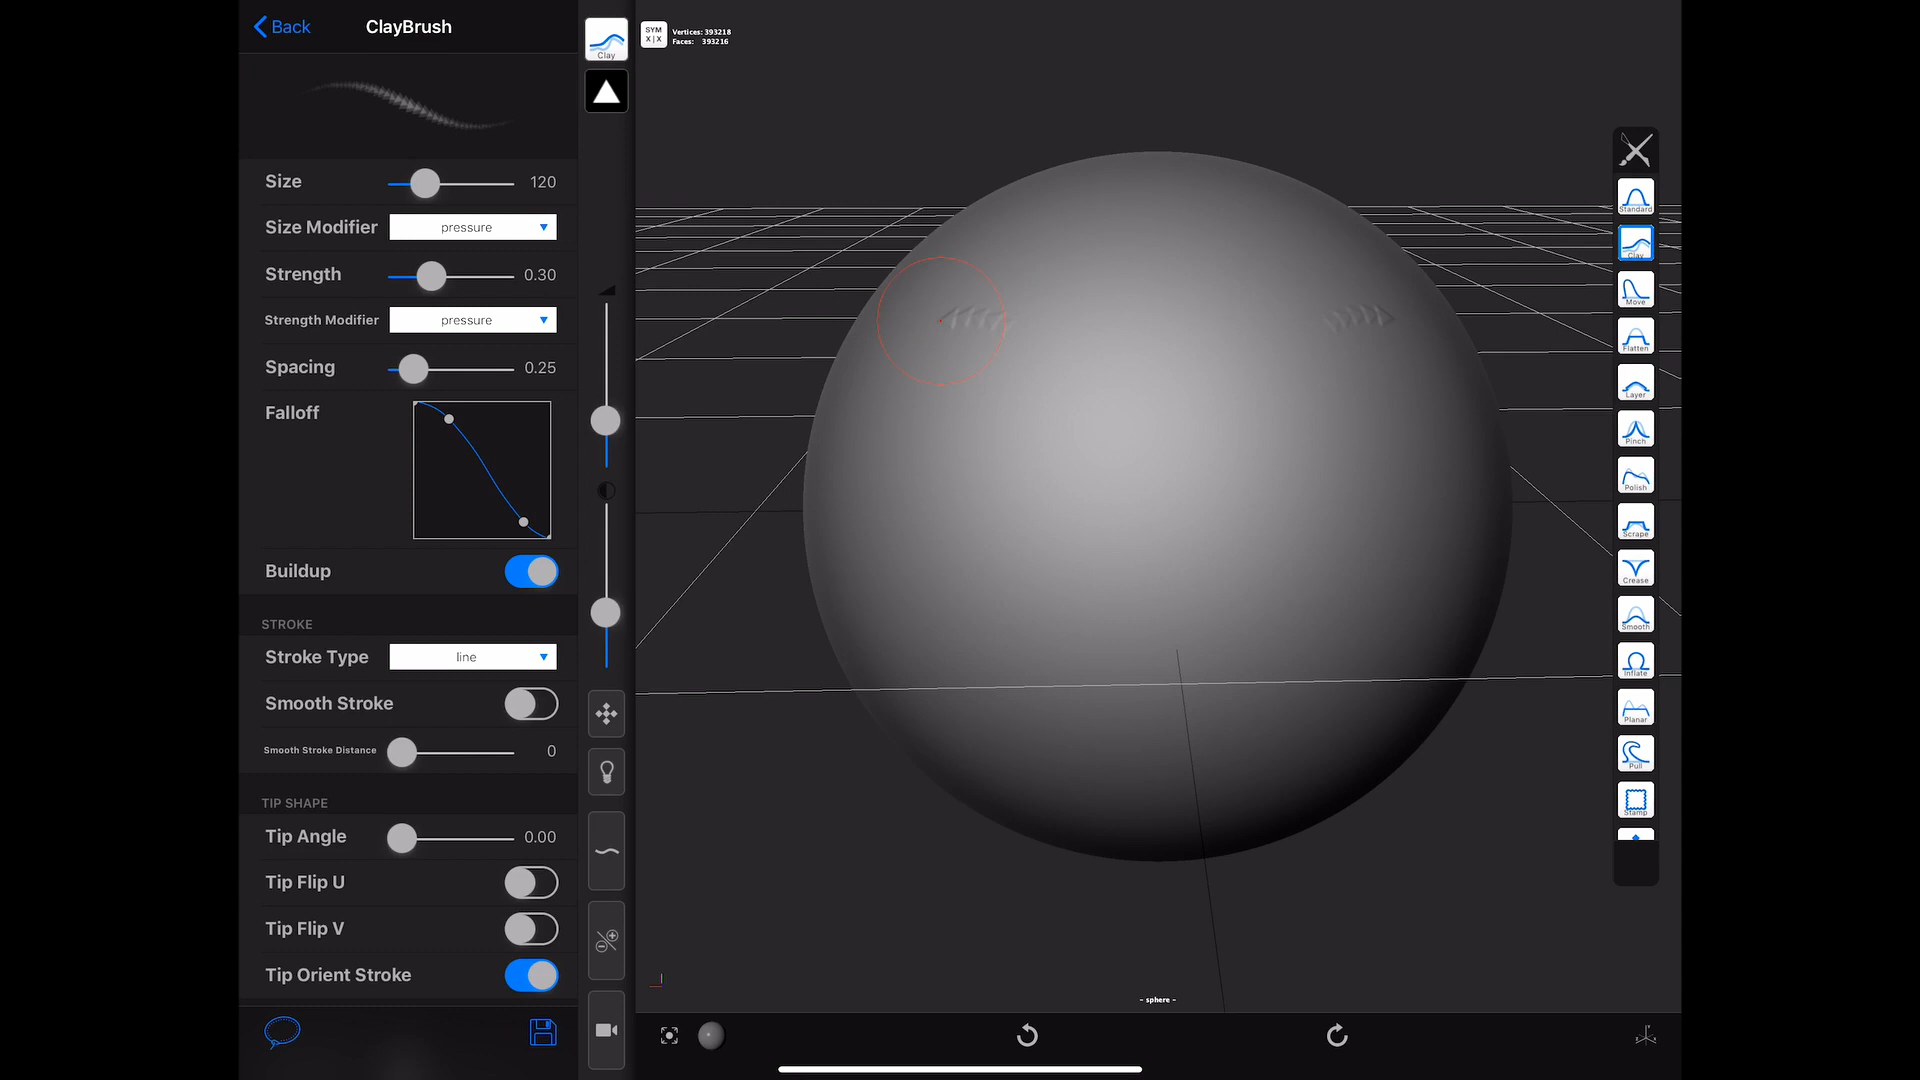 Back
ClayBrush
Size
120
Size Modifier
pressure
Strength
0.30
Strength Modifier
pressure
Spacing
0.25
Falloff
Buildup
STROKE
Stroke Type
line
Smooth Stroke
Smooth Stroke Distance
0
TIP SHAPE
Tip Angle
0.00
Tip Flip U
Tip Flip V
Tip Orient Stroke
Clay
SYM
X|X
Vertices: 393218
Faces: 393216
- sphere -
Standard
Clay
Move
Flatten
Layer
Pinch
Polish
Scrape
Crease
Smooth
Inflate
Planar
Pull
Stamp